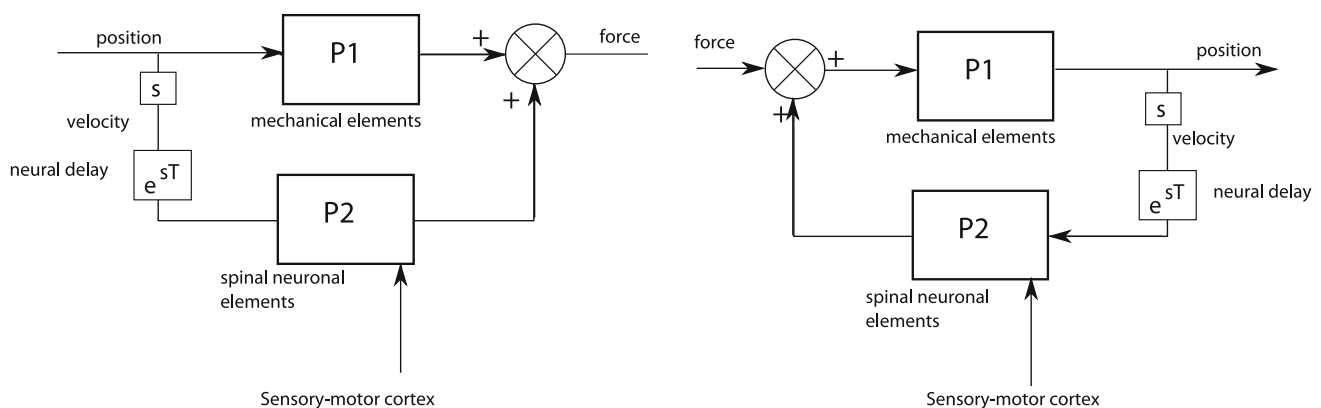 position
P1
+
force
s
mechanical elements
+
velocity
neural delay
e^sT
P2
spinal neuronal
elements
Sensory-motor cortex
force
+
P1
position
+
mechanical elements
s
velocity
e^sT
neural delay
P2
spinal neuronal
elements
Sensory-motor cortex